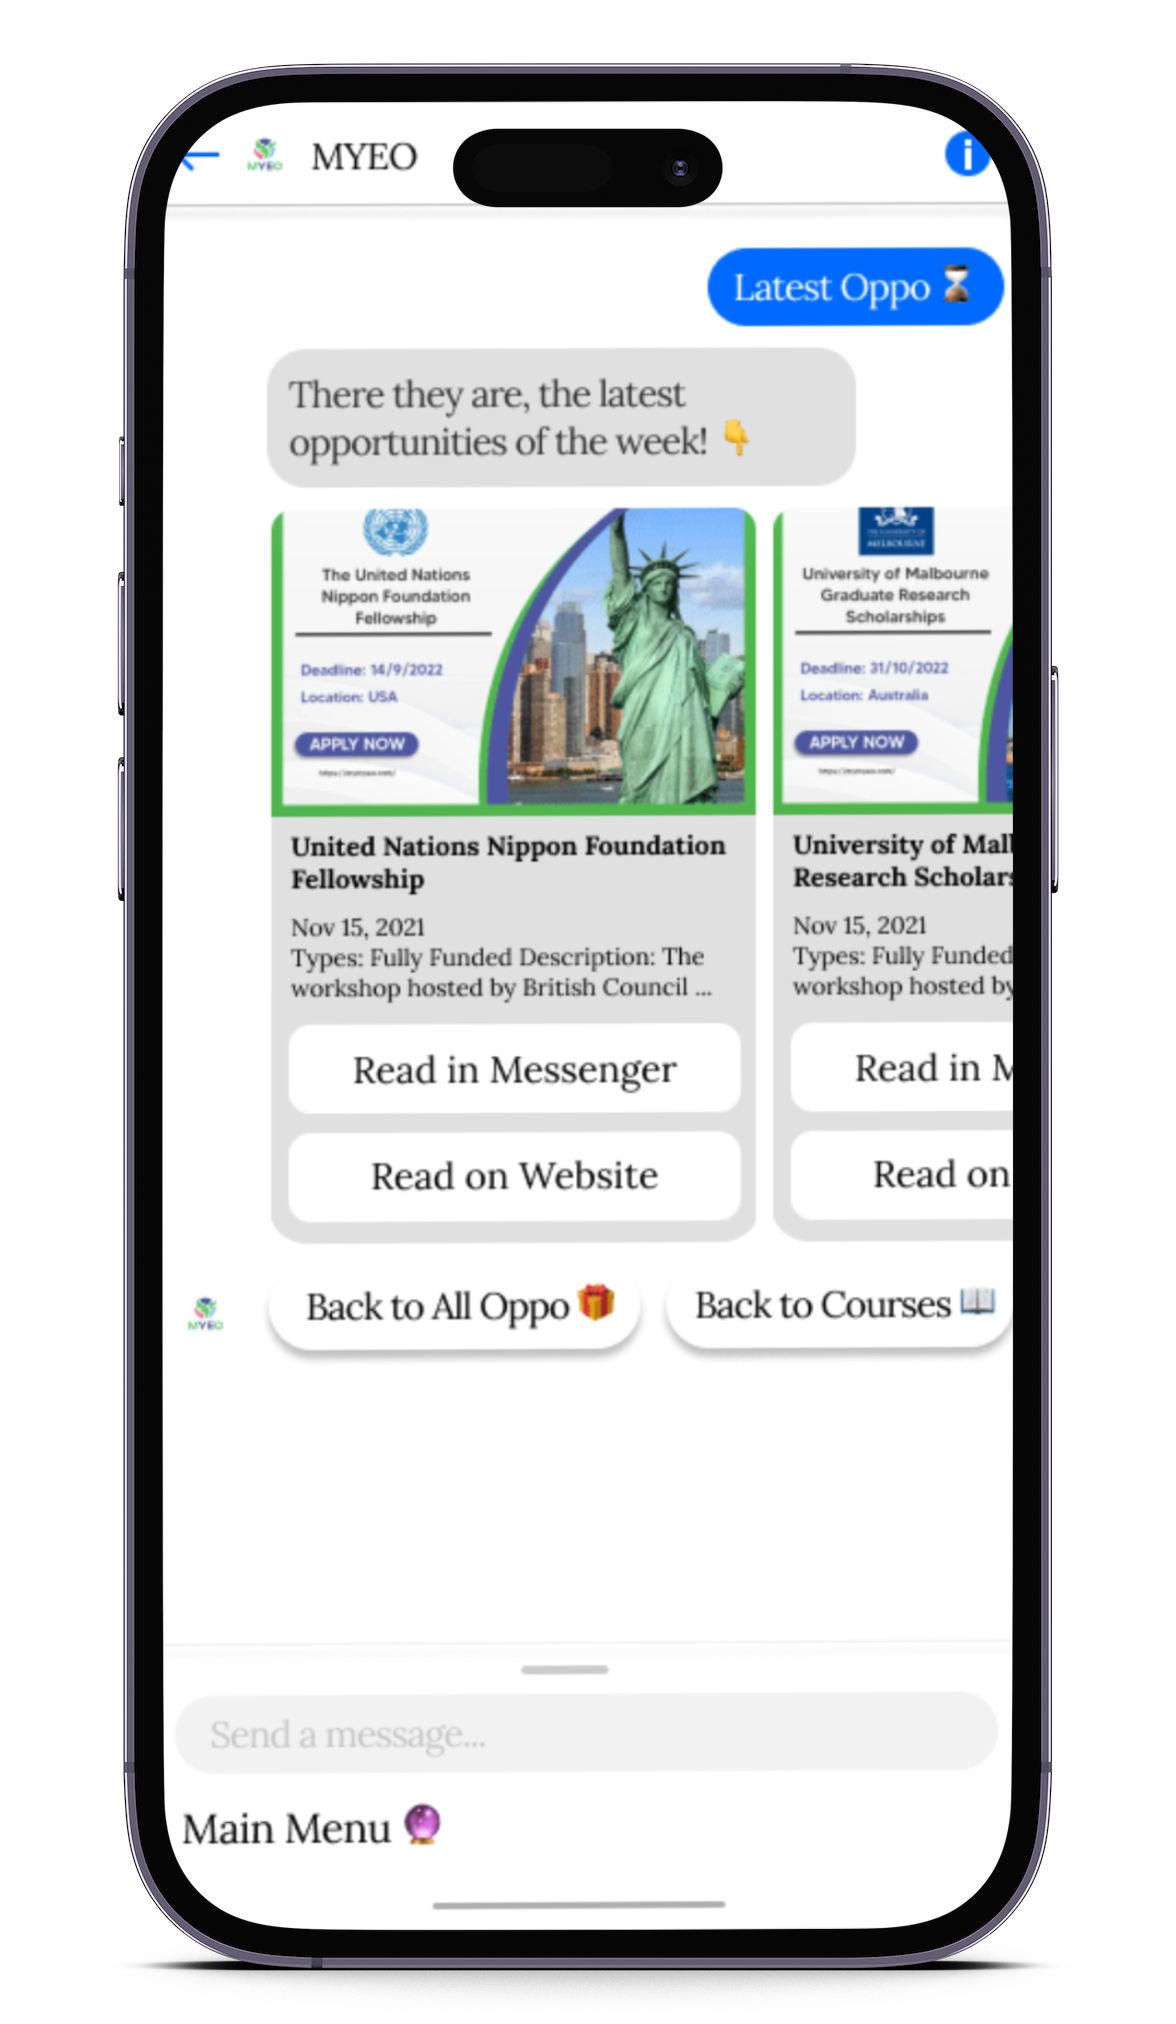 MYEO
MYEO
Latest Oppo ⏳
There they are, the latest
opportunities of the week! 👇
The United Nations
Nippon Foundation
Fellowship
Deadline: 14/9/2022
Location: USA
APPLY NOW
United Nations Nippon Foundation
Fellowship
Nov 15, 2021
Types: Fully Funded Description: The
workshop hosted by British Council ...
Read in Messenger
Read on Website
MELBOURNE
University of Malbourne
Graduate Research
Scholarships
Deadline: 31/10/2022
Location: Australia
APPLY NOW
University of Mal
Research Scholars
Nov 15, 2021
Types: Fully Funded
workshop hosted by
Read in M
Read on
MYEO
Back to All Oppo 🎁
Back to Courses 📖
Send a message...
Main Menu 🔮